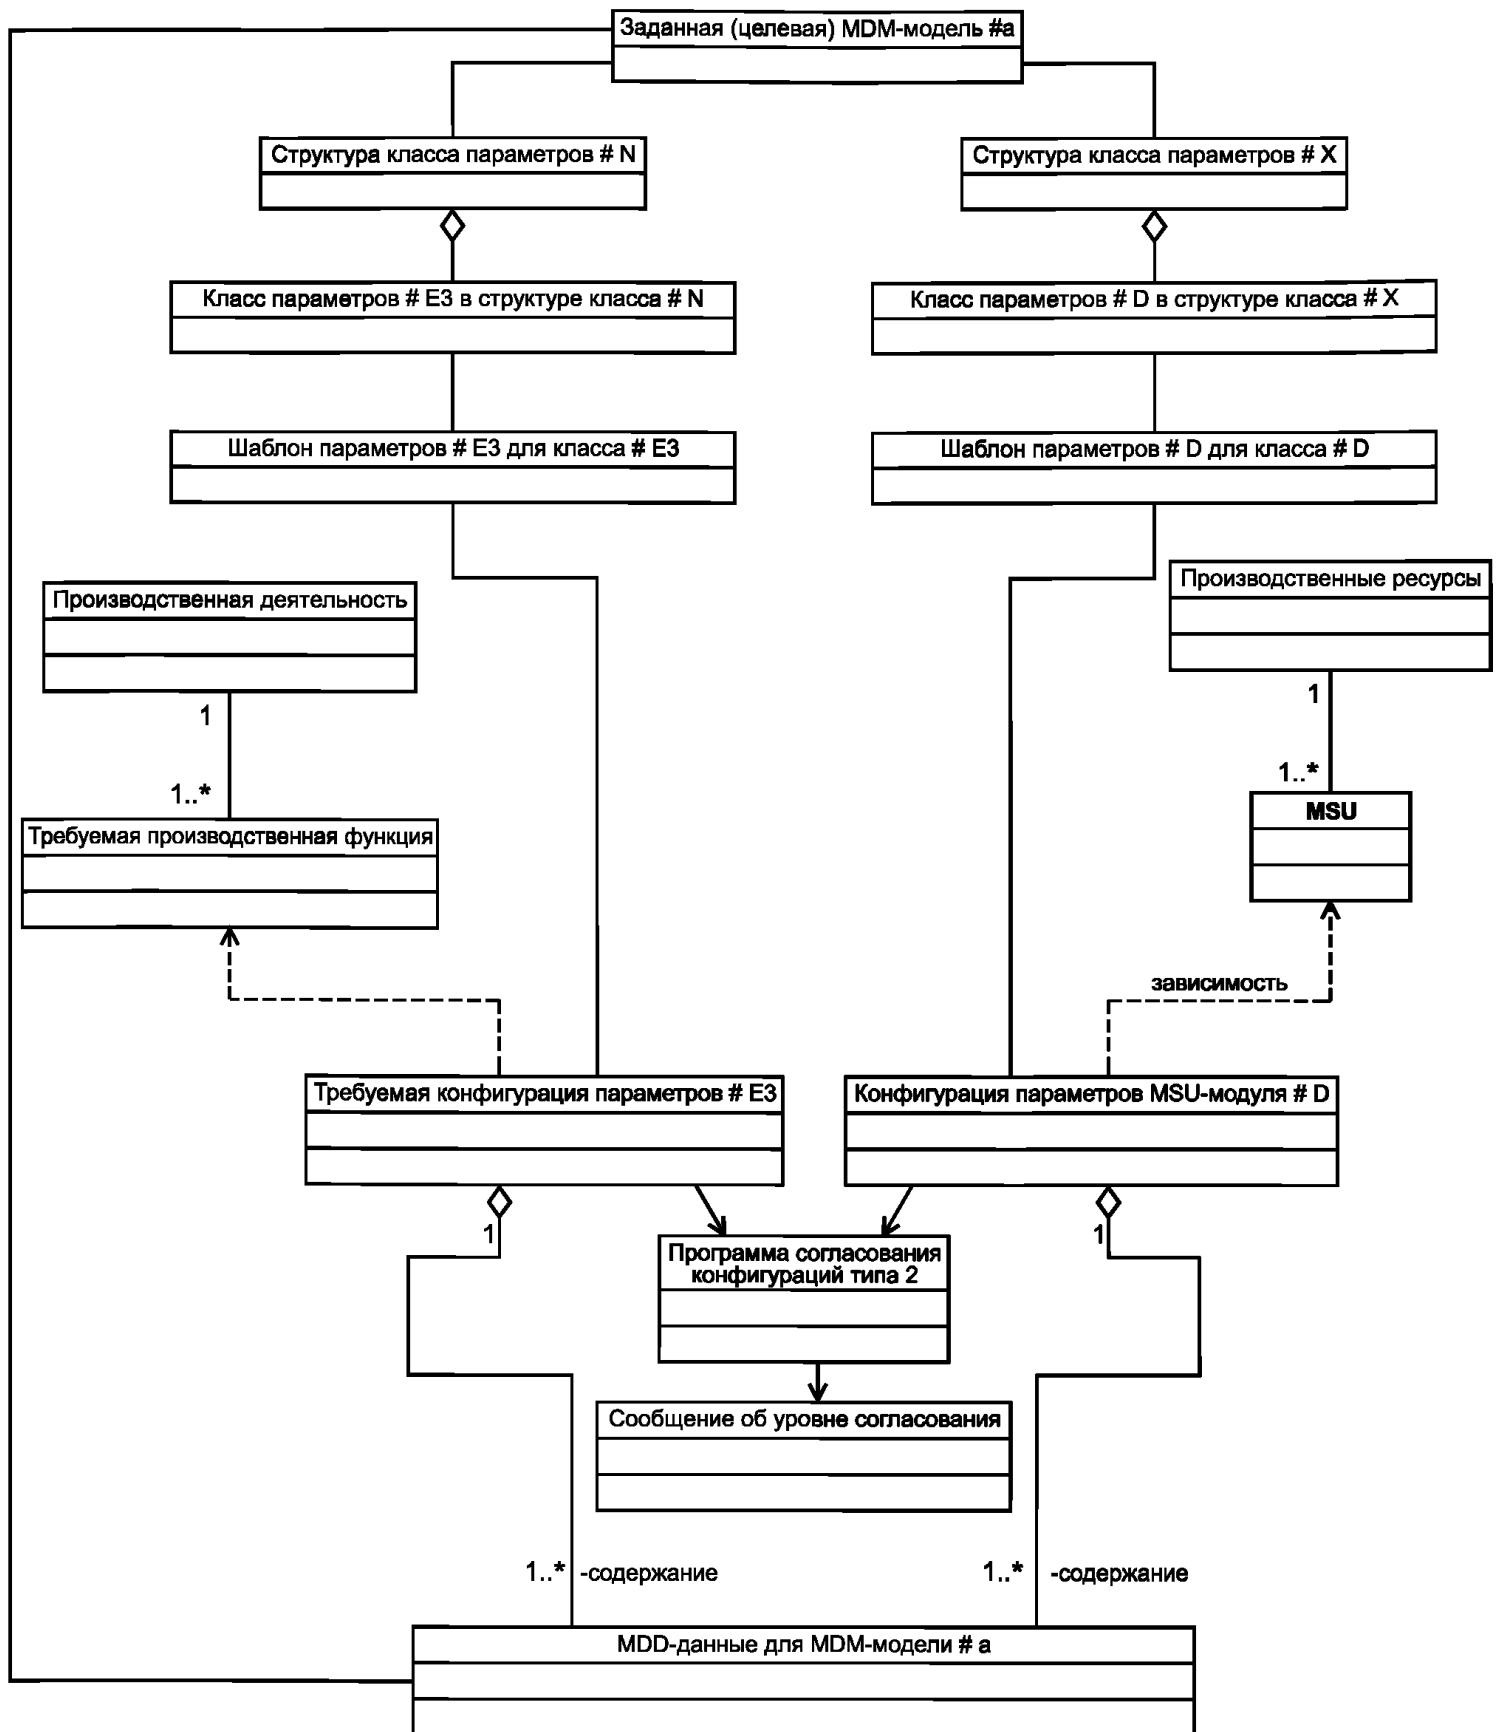 Заданная (целевая) MDM-модель #a
Структура класса параметров # N
Структура класса параметров # X
Класс параметров # E3 в структуре класса # N
Класс параметров # D в структуре класса # X
Шаблон параметров # E3 для класса # E3
Шаблон параметров # D для класса # D
Производственная деятельность
Производственные ресурсы
1
1
1..*
1..*
Требуемая производственная функция
MSU
зависимость
Требуемая конфигурация параметров # E3
Конфигурация параметров MSU-модуля # D
1
1
Программа согласования
конфигураций типа 2
Сообщение об уровне согласования
1..* -содержание
1..* -содержание
MDD-данные для MDM-модели # a